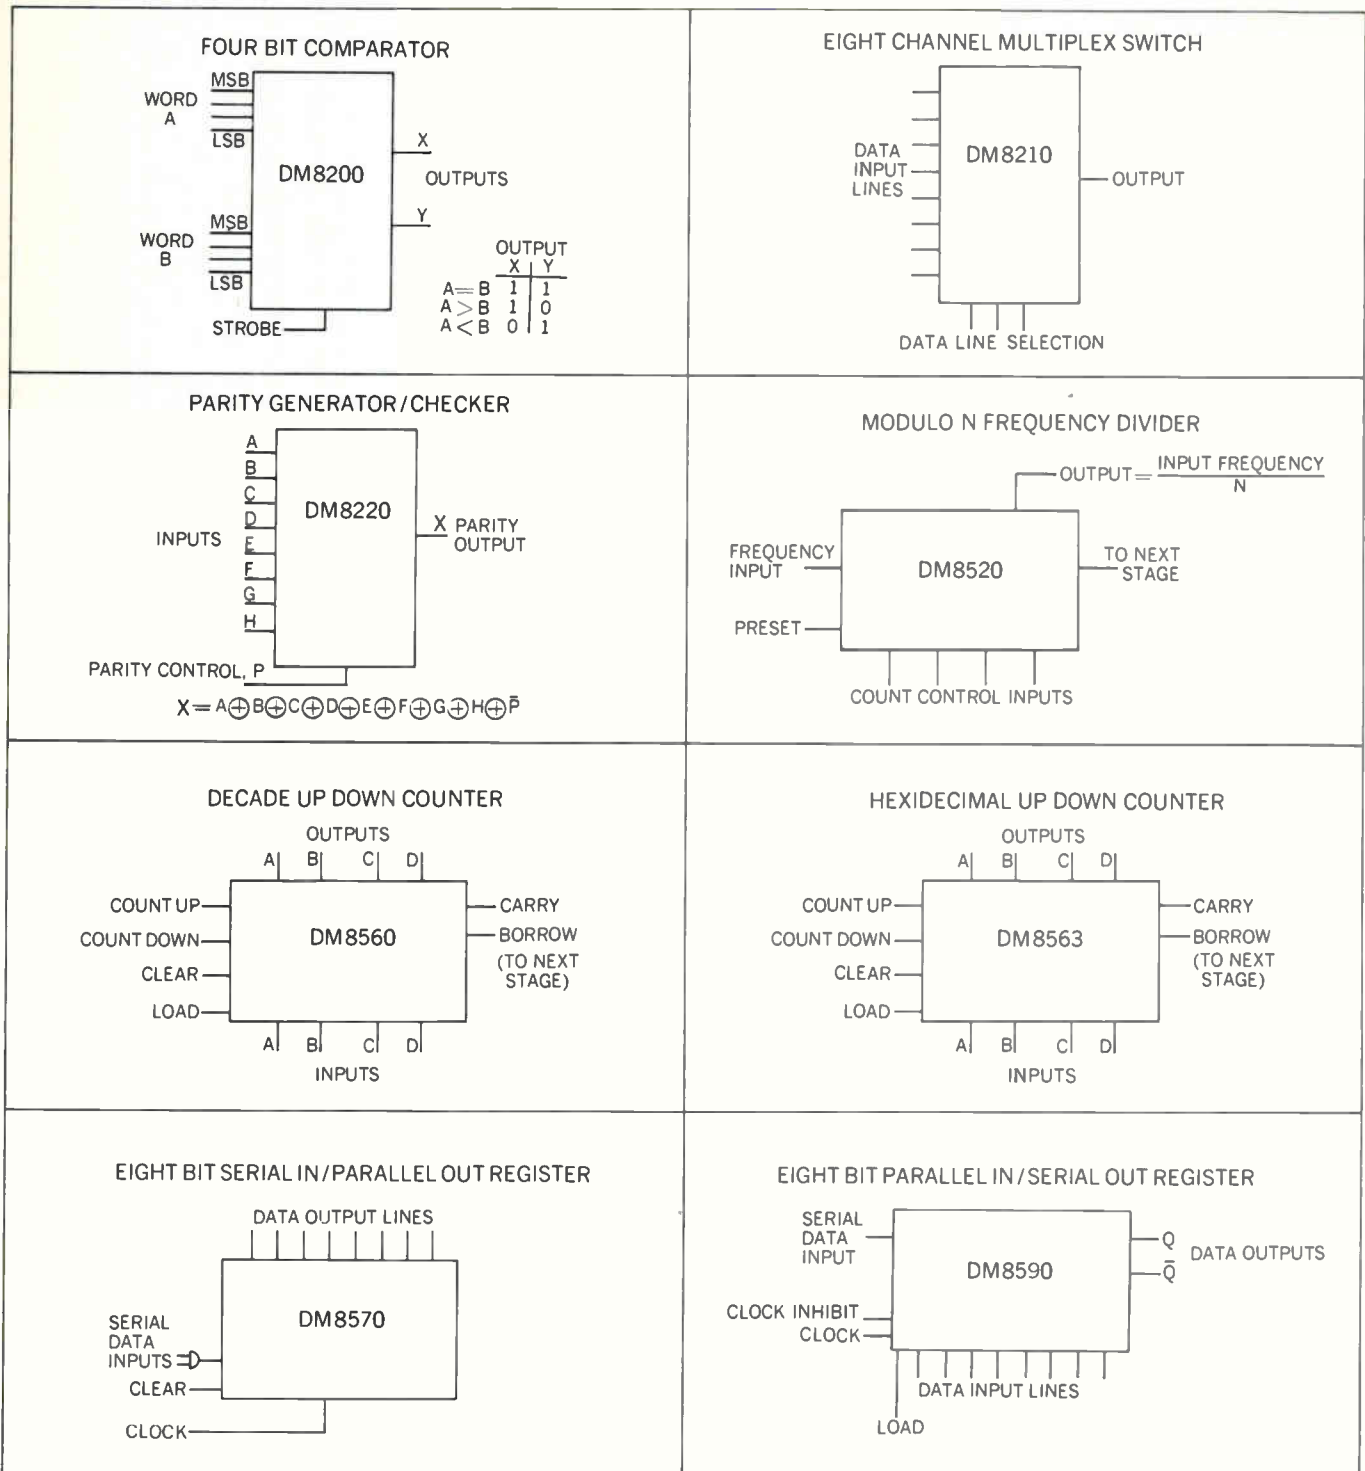 FOUR BIT COMPARATOR
MSB
WORD
A
LSB
DM8200
X
OUTPUTS
Y
MSB
WORD
B
LSB
STROBE
OUTPUT
X Y
A=B 1 1
A>B 1 0
A<B 0 1
EIGHT CHANNEL MULTIPLEX SWITCH
DM8210
DATA
INPUT
LINES
OUTPUT
DATA LINE SELECTION
PARITY GENERATOR/CHECKER
A
B
C
D
E
F
G
H
INPUTS
DM8220
X PARITY
OUTPUT
PARITY CONTROL, P
X=A⊕B⊕C⊕D⊕E⊕F⊕G⊕H⊕P̄
MODULO N FREQUENCY DIVIDER
OUTPUT= INPUT FREQUENCY
N
FREQUENCY
INPUT
DM8520
TO NEXT
STAGE
PRESET
COUNT CONTROL INPUTS
DECADE UP DOWN COUNTER
OUTPUTS
A B C D
COUNT UP
COUNT DOWN
CLEAR
LOAD
DM8560
CARRY
BORROW
(TO NEXT
STAGE)
A B C D
INPUTS
HEXIDECIMAL UP DOWN COUNTER
OUTPUTS
A B C D
COUNT UP
COUNT DOWN
CLEAR
LOAD
DM8563
CARRY
BORROW
(TO NEXT
STAGE)
A B C D
INPUTS
EIGHT BIT SERIAL IN/PARALLEL OUT REGISTER
DATA OUTPUT LINES
DM8570
SERIAL
DATA
INPUTS
CLEAR
CLOCK
EIGHT BIT PARALLEL IN/SERIAL OUT REGISTER
SERIAL
DATA
INPUT
DM8590
Q
Q̄
DATA OUTPUTS
CLOCK INHIBIT
CLOCK
DATA INPUT LINES
LOAD